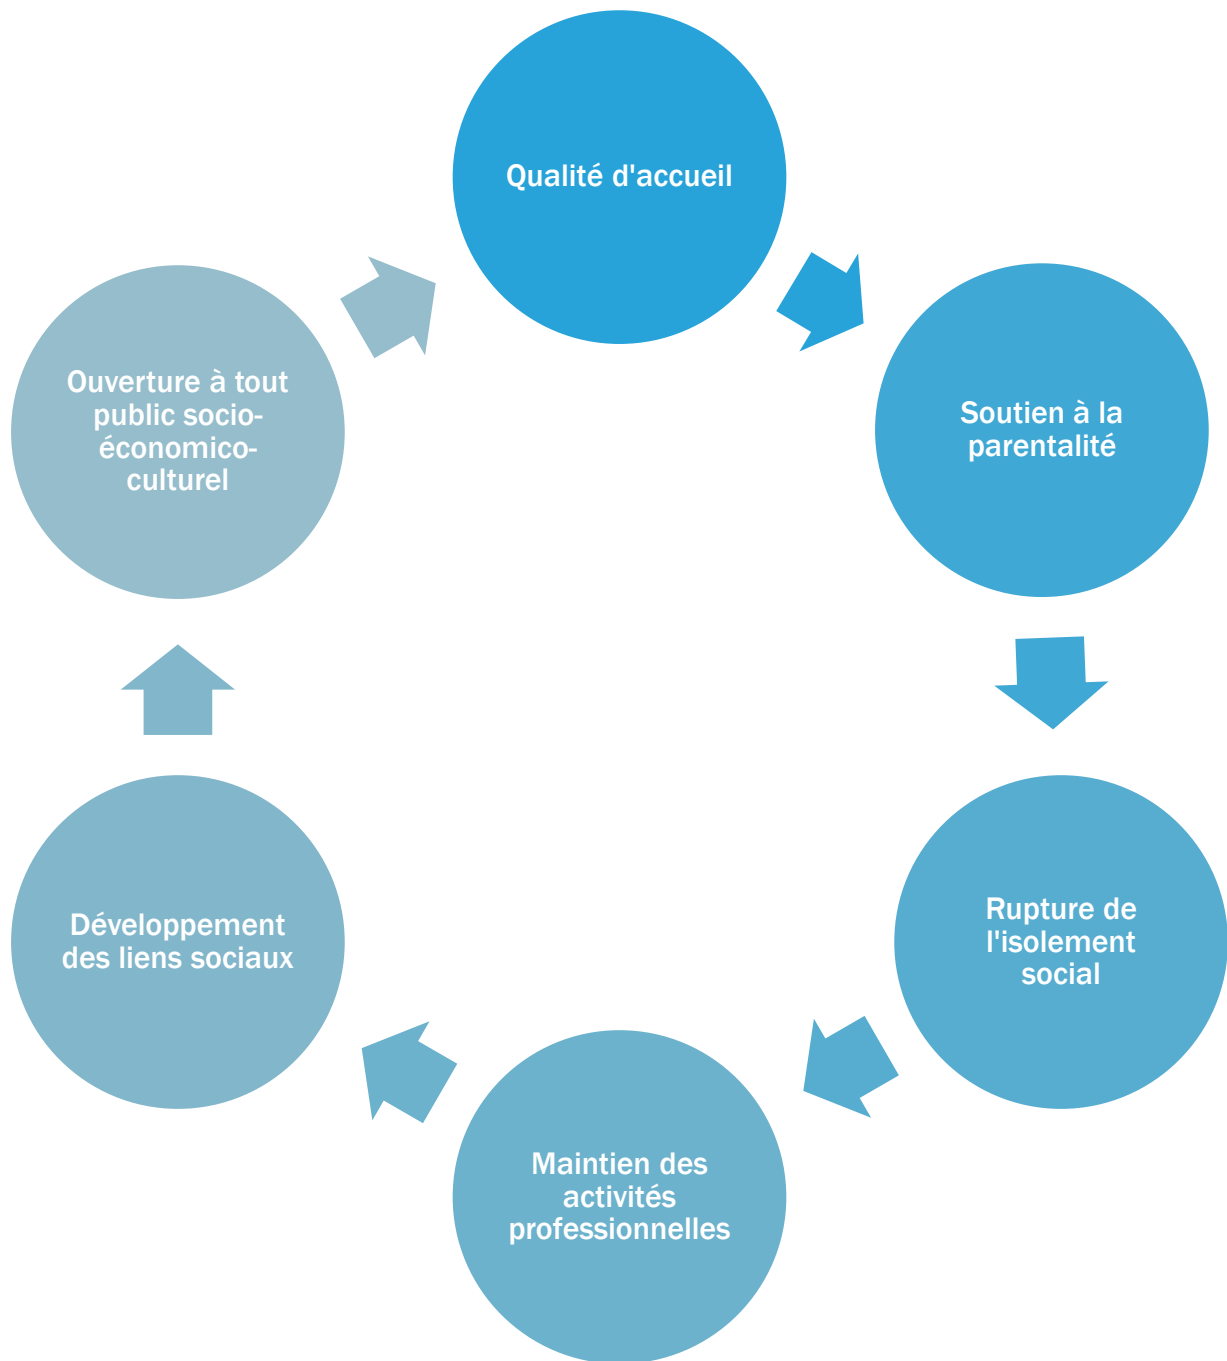 Qualité d'accueil
Soutien à la
parentalité
Rupture de
l'isolement
social
Maintien des
activités
professionnelles
Développement
des liens sociaux
Ouverture à tout
public socio-
économico-
culturel